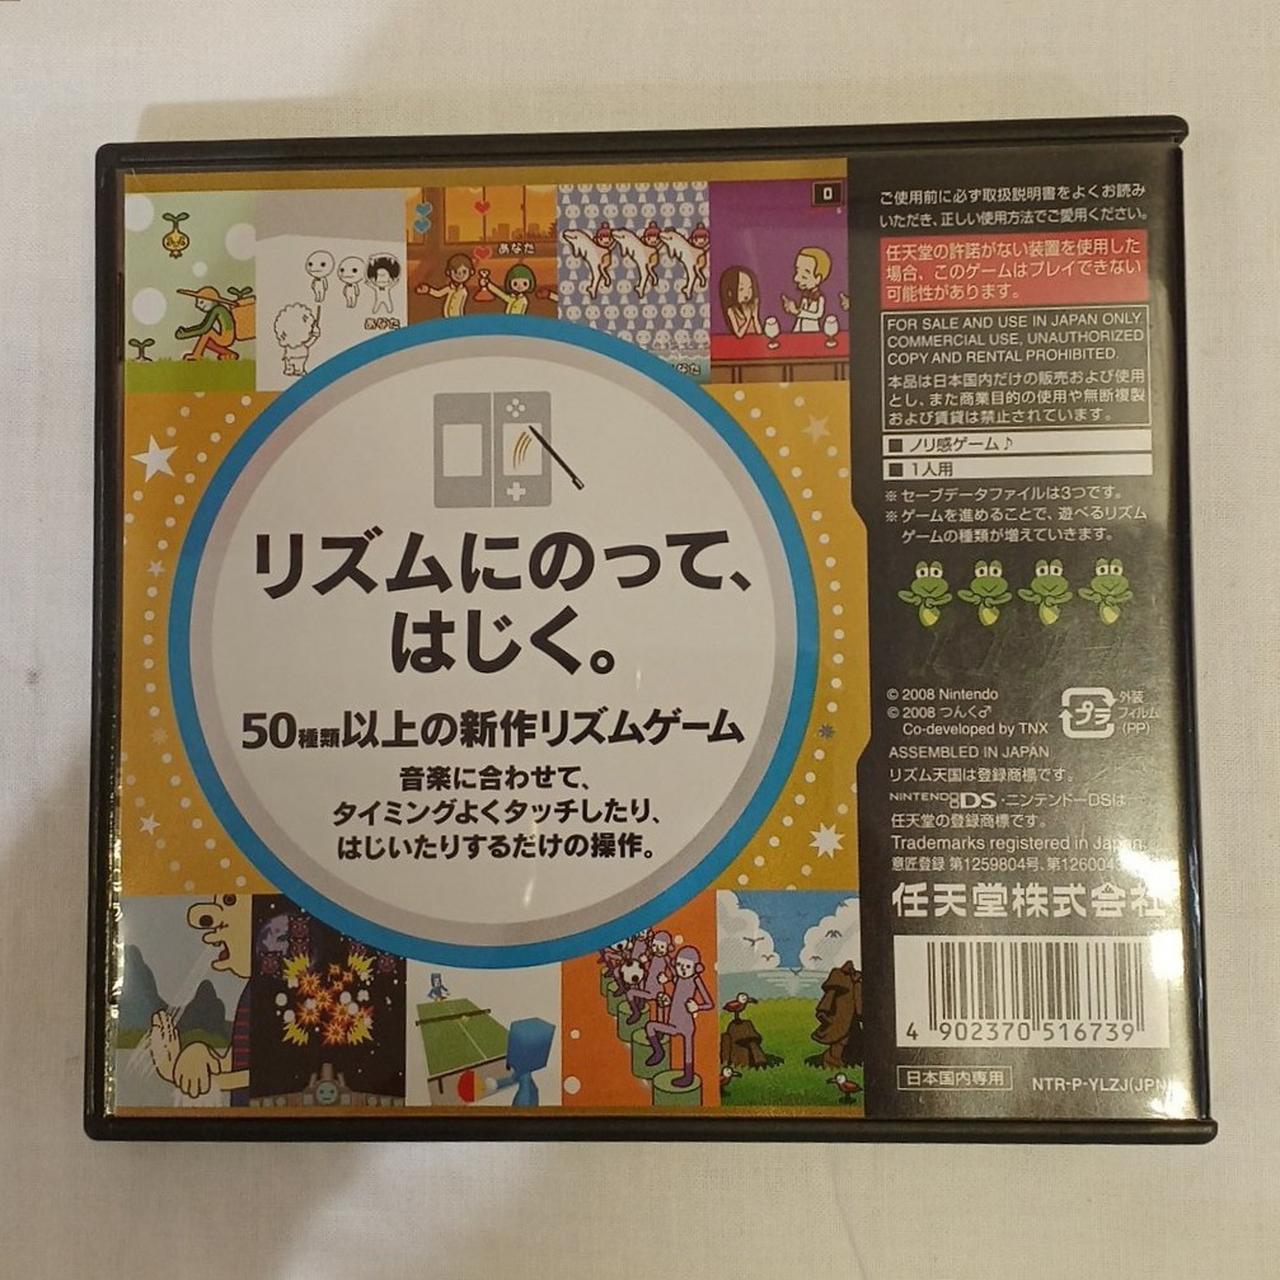 あなた
あなた
なた
0
リズムにのって、
はじく。
50種類以上の新作リズムゲーム
音楽に合わせて、
タイミングよくタッチしたり、
はじいたりするだけの操作。
ご使用前に必ず取扱説明書をよくお読み
いただき、正しい使用方法でご愛用ください。
任天堂の許諾がない装置を使用した
場合、このゲームはプレイできない
可能性があります。
FOR SALE AND USE IN JAPAN ONLY.
COMMERCIAL USE, UNAUTHORIZED
COPY AND RENTAL PROHIBITED.
本品は日本国内だけの販売および使用
とし、また商業目的の使用や無断複製
および賃貸は禁止されています。
■ ノリ感ゲーム♪
■ 1人用
※セーブデータファイルは3つです。
※ゲームを進めることで、遊べるリズム
ゲームの種類が増えていきます。
© 2008 Nintendo
© 2008 つんく♂
Co-developed by TNX
プラ
外装
フィルム
(PP)
ASSEMBLED IN JAPAN
リズム天国は登録商標です。
NINTENDO DS・ニンテンドーDSは
任天堂の登録商標です。
Trademarks registered in Japan.
意匠登録 第1259804号、
任天堂株式会社
4 902370 516739
日本国内専用
NTR-P-YLZJ(JPN)